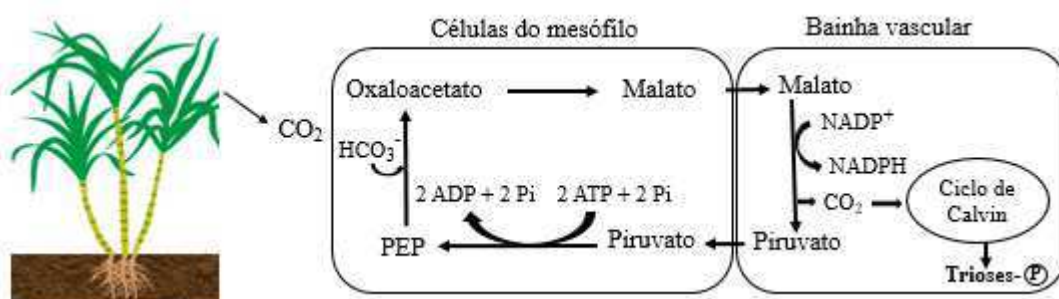 Células do mesófilo
Bainha vascular
CO₂
Oxaloacetato
Malato
Malato
HCO₃⁻
NADP⁺
NADPH
2 ADP + 2 Pi
2 ATP + 2 Pi
CO₂
Ciclo de
Calvin
PEP
Piruvato
Piruvato
Trioses-P